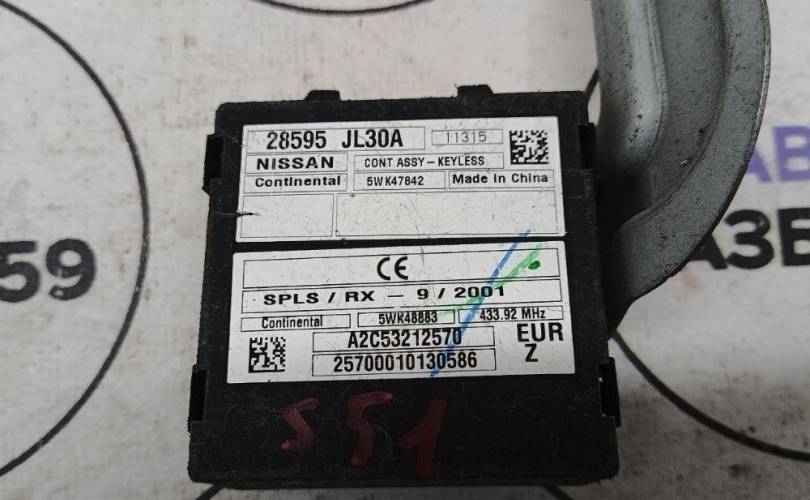 28595 JL30A 11315
NISSAN CONT ASSY-KEYLESS
Continental 5WK47842 Made in China
CE
SPLS / RX - 9 / 2001
Continental 5WK48883 433.92 MHz
A2C53212570 EUR
25700010130586 Z
S51
59
АВ
АЗБ